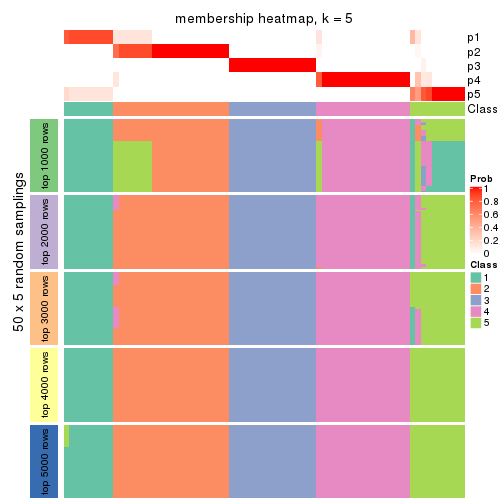 membership heatmap, k = 5
p1
p2
p3
p4
p5
Class
50 x 5 random samplings
top 1000 rows
top 2000 rows
top 3000 rows
top 4000 rows
top 5000 rows
Prob
1
0.8
0.6
0.4
0.2
0
Class
1
2
3
4
5